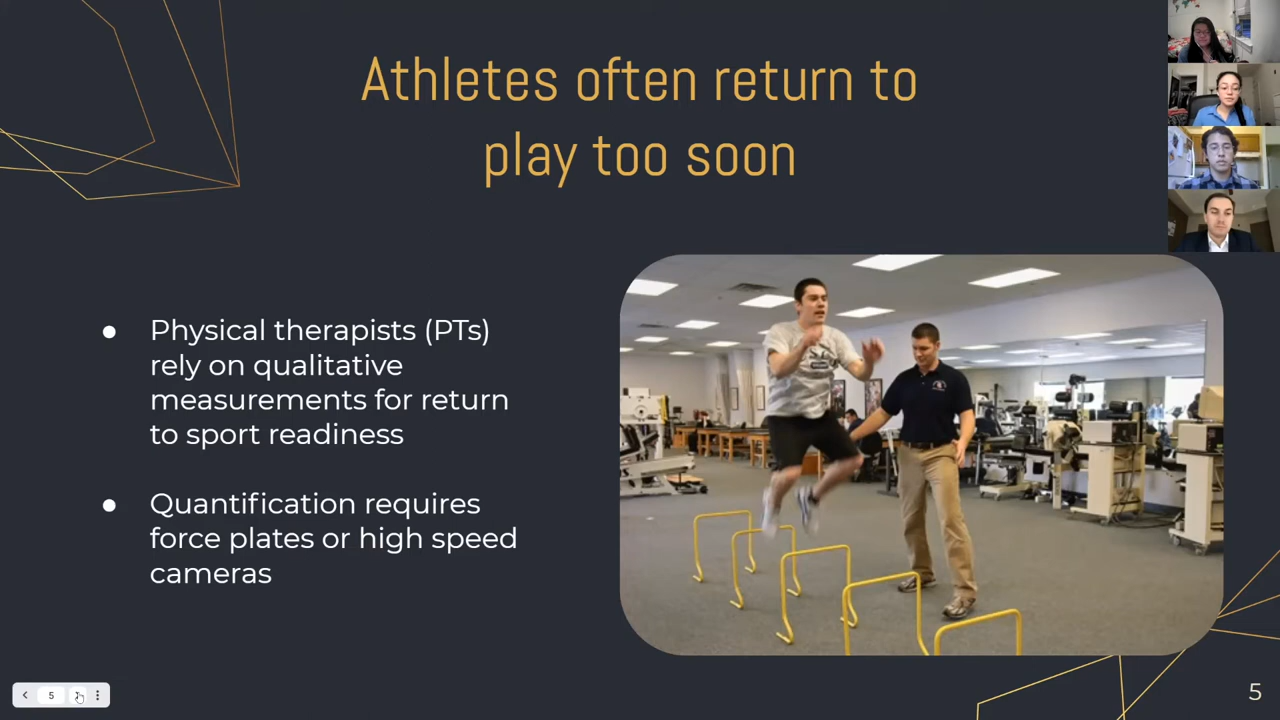 Athletes often return to
play too soon
● Physical therapists (PTs)
rely on qualitative
measurements for return
to sport readiness
● Quantification requires
force plates or high speed
cameras
5
5